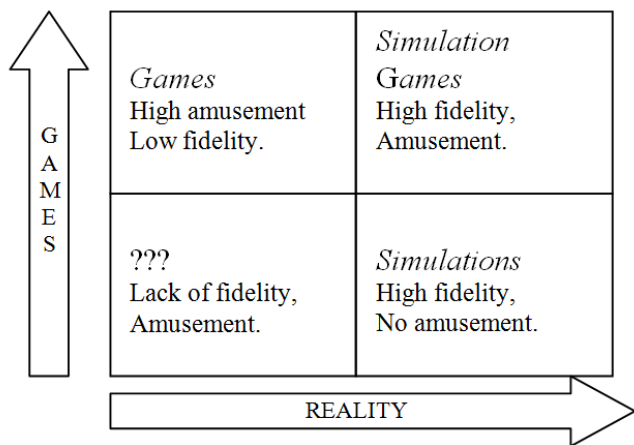 GAMES
Games
High amusement
Low fidelity.
Simulation
Games
High fidelity,
Amusement.
???
Lack of fidelity,
Amusement.
Simulations
High fidelity,
No amusement.
REALITY